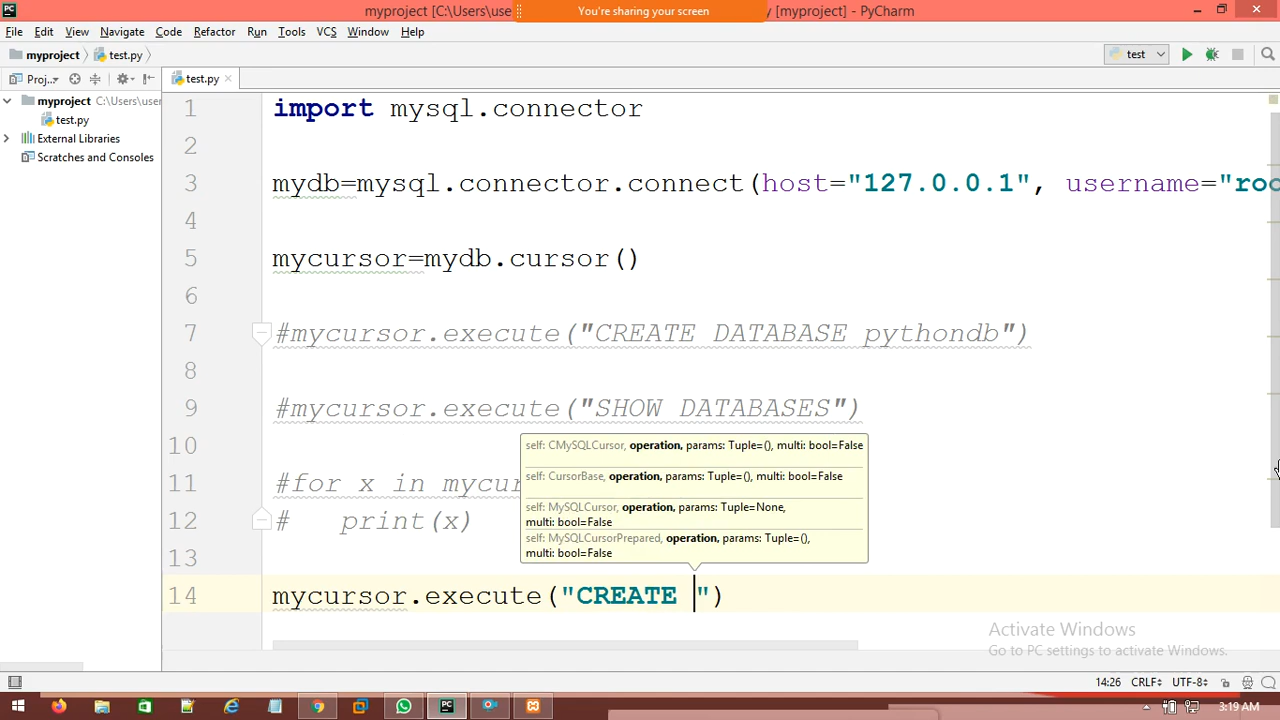 myproject [C:\Users\use
You're sharing your screen
[myproject] - PyCharm
File Edit View Navigate Code Refactor Run Tools VCS Window Help
myproject test.py
test
Proj...
test.py
myproject C:\Users\user
test.py
External Libraries
Scratches and Consoles
1 import mysql.connector
2
3 mydb=mysql.connector.connect(host="127.0.0.1", username="roo
4
5 mycursor=mydb.cursor()
6
7 #mycursor.execute("CREATE DATABASE pythondb")
8
9 #mycursor.execute("SHOW DATABASES")
10
self: CMySQLCursor, operation, params: Tuple=(), multi: bool=False
self: CursorBase, operation, params: Tuple=(), multi: bool=False
self: MySQLCursor, operation, params: Tuple=None,
multi: bool=False
self: MySQLCursorPrepared, operation, params: Tuple=(),
multi: bool=False
11 #for x in mycur
12 # print(x)
13
14 mycursor.execute("CREATE ")
Activate Windows
Go to PC settings to activate Windows.
14:26 CRLF UTF-8
3:19 AM